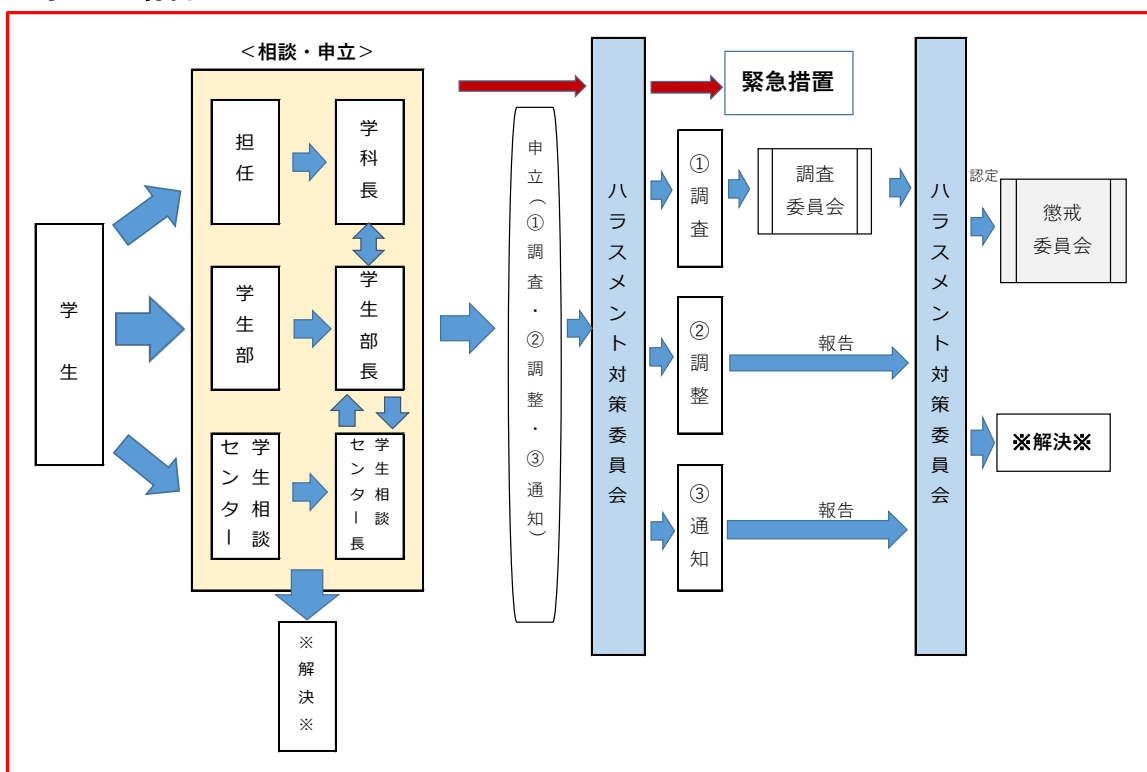 <相談・申立>
学生
担任
学科長
学生部
学生部長
学生相談
センター
学生相談
センター長
※解決※
申立(①調査・②調整・③通知)
ハラスメント対策委員会
緊急措置
①調査
調査
委員会
②調整
報告
③通知
報告
ハラスメント対策委員会
認定
懲戒
委員会
※解決※